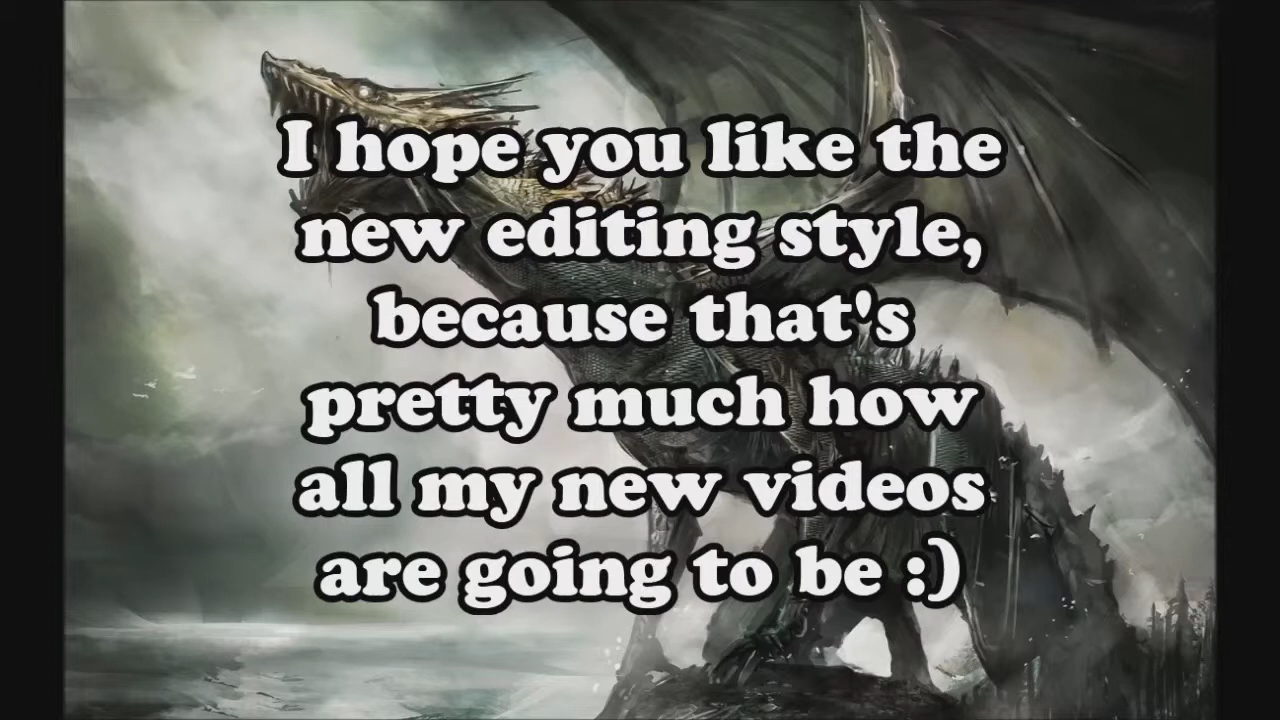 I hope you like the
new editing style,
because that's
pretty much how
all my new videos
are going to be :)